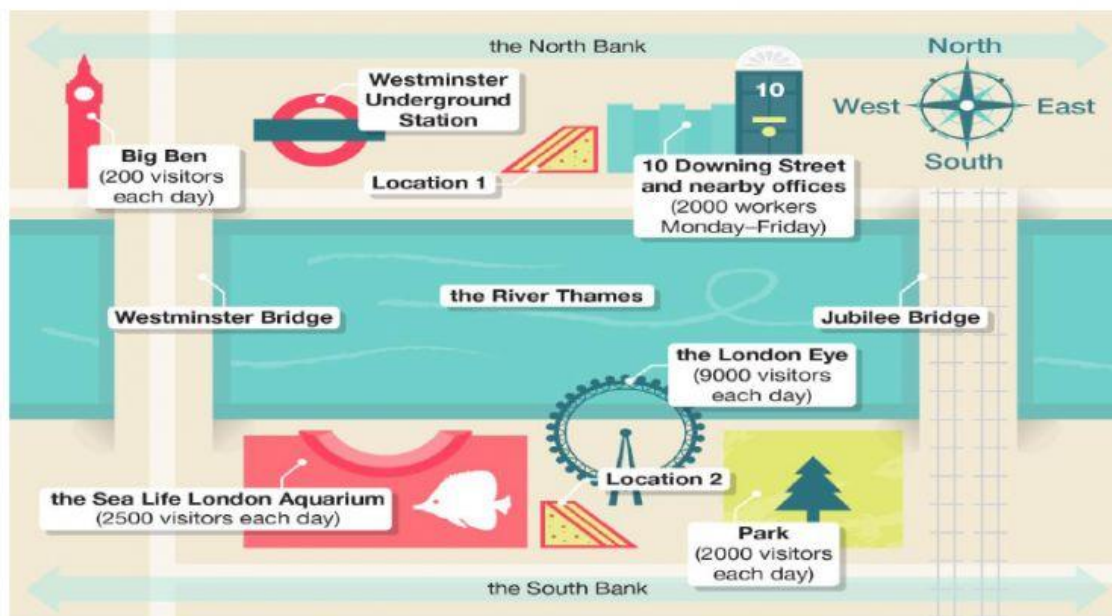 the North Bank
North
West
East
South
Westminster
Underground
Station
10
Big Ben
(200 visitors
each day)
Location 1
10 Downing Street
and nearby offices
(2000 workers
Monday–Friday)
the River Thames
Westminster Bridge
Jubilee Bridge
the London Eye
(9000 visitors
each day)
the Sea Life London Aquarium
(2500 visitors each day)
Location 2
Park
(2000 visitors
each day)
the South Bank